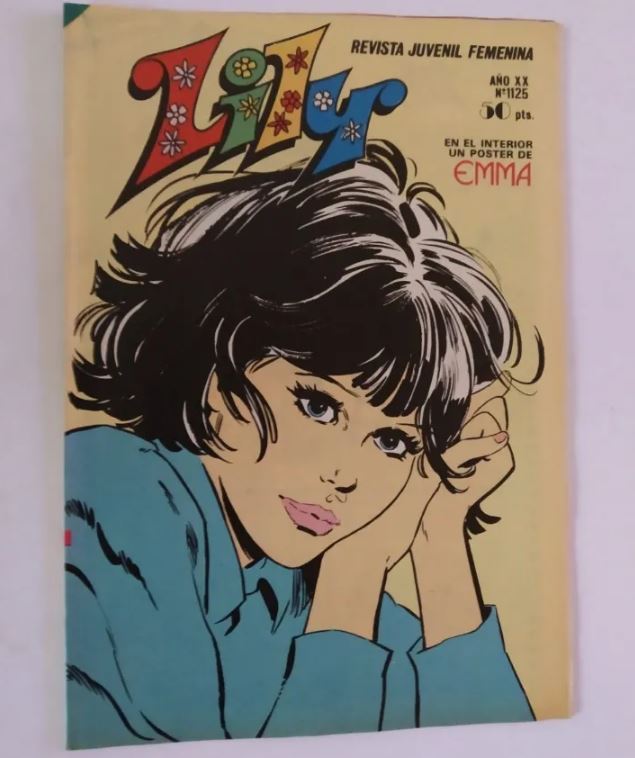 Lily
REVISTA JUVENIL FEMENINA
AÑO XX
Nº1125
50 pts.
EN EL INTERIOR
UN POSTER DE
EMMA